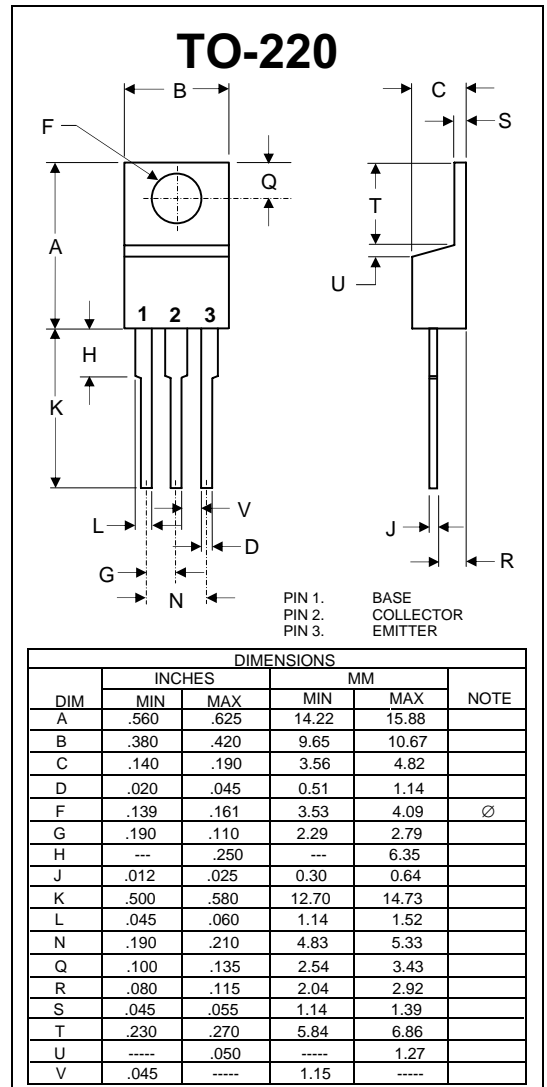 TO-220
B
C
S
F
Q
T
A
U
1 2 3
H
K
V
L
D
J
G
R
N
PIN 1. BASE
PIN 2. COLLECTOR
PIN 3. EMITTER
DIMENSIONS
INCHES MM
DIM MIN MAX MIN MAX NOTE
A .560 .625 14.22 15.88
B .380 .420 9.65 10.67
C .140 .190 3.56 4.82
D .020 .045 0.51 1.14
F .139 .161 3.53 4.09 ∅
G .190 .110 2.29 2.79
H --- .250 --- 6.35
J .012 .025 0.30 0.64
K .500 .580 12.70 14.73
L .045 .060 1.14 1.52
N .190 .210 4.83 5.33
Q .100 .135 2.54 3.43
R .080 .115 2.04 2.92
S .045 .055 1.14 1.39
T .230 .270 5.84 6.86
U ----- .050 ----- 1.27
V .045 ----- 1.15 -----